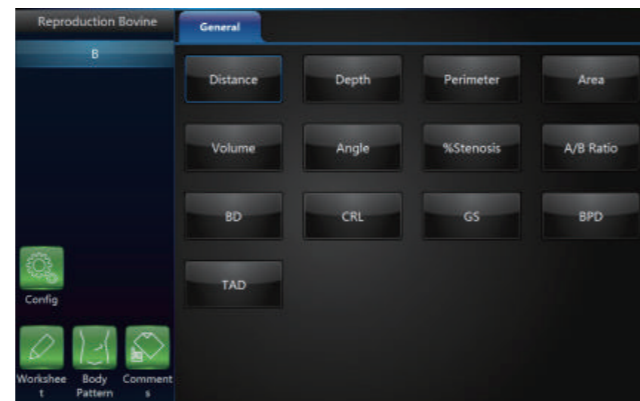 Reproduction Bovine
General
B
Distance
Depth
Perimeter
Area
Volume
Angle
%Stenosis
A/B Ratio
BD
CRL
GS
BPD
TAD
Config
Workshee
t
Body
Pattern
Comment
s